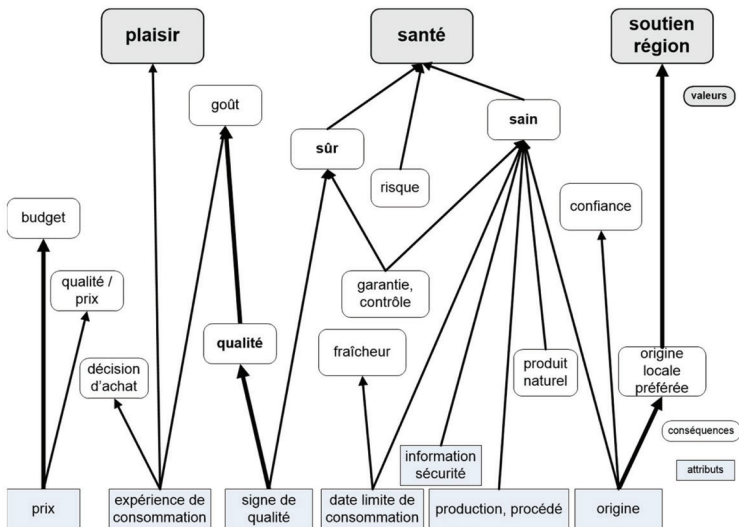 plaisir
santé
soutien
région
valeurs
goût
sain
sûr
risque
budget
confiance
qualité /
prix
garantie,
contrôle
qualité
fraîcheur
produit
naturel
origine
locale
préférée
décision
d'achat
conséquences
information
sécurité
attributs
prix
expérience de
consommation
signe de
qualité
date limite de
consommation
production, procédé
origine